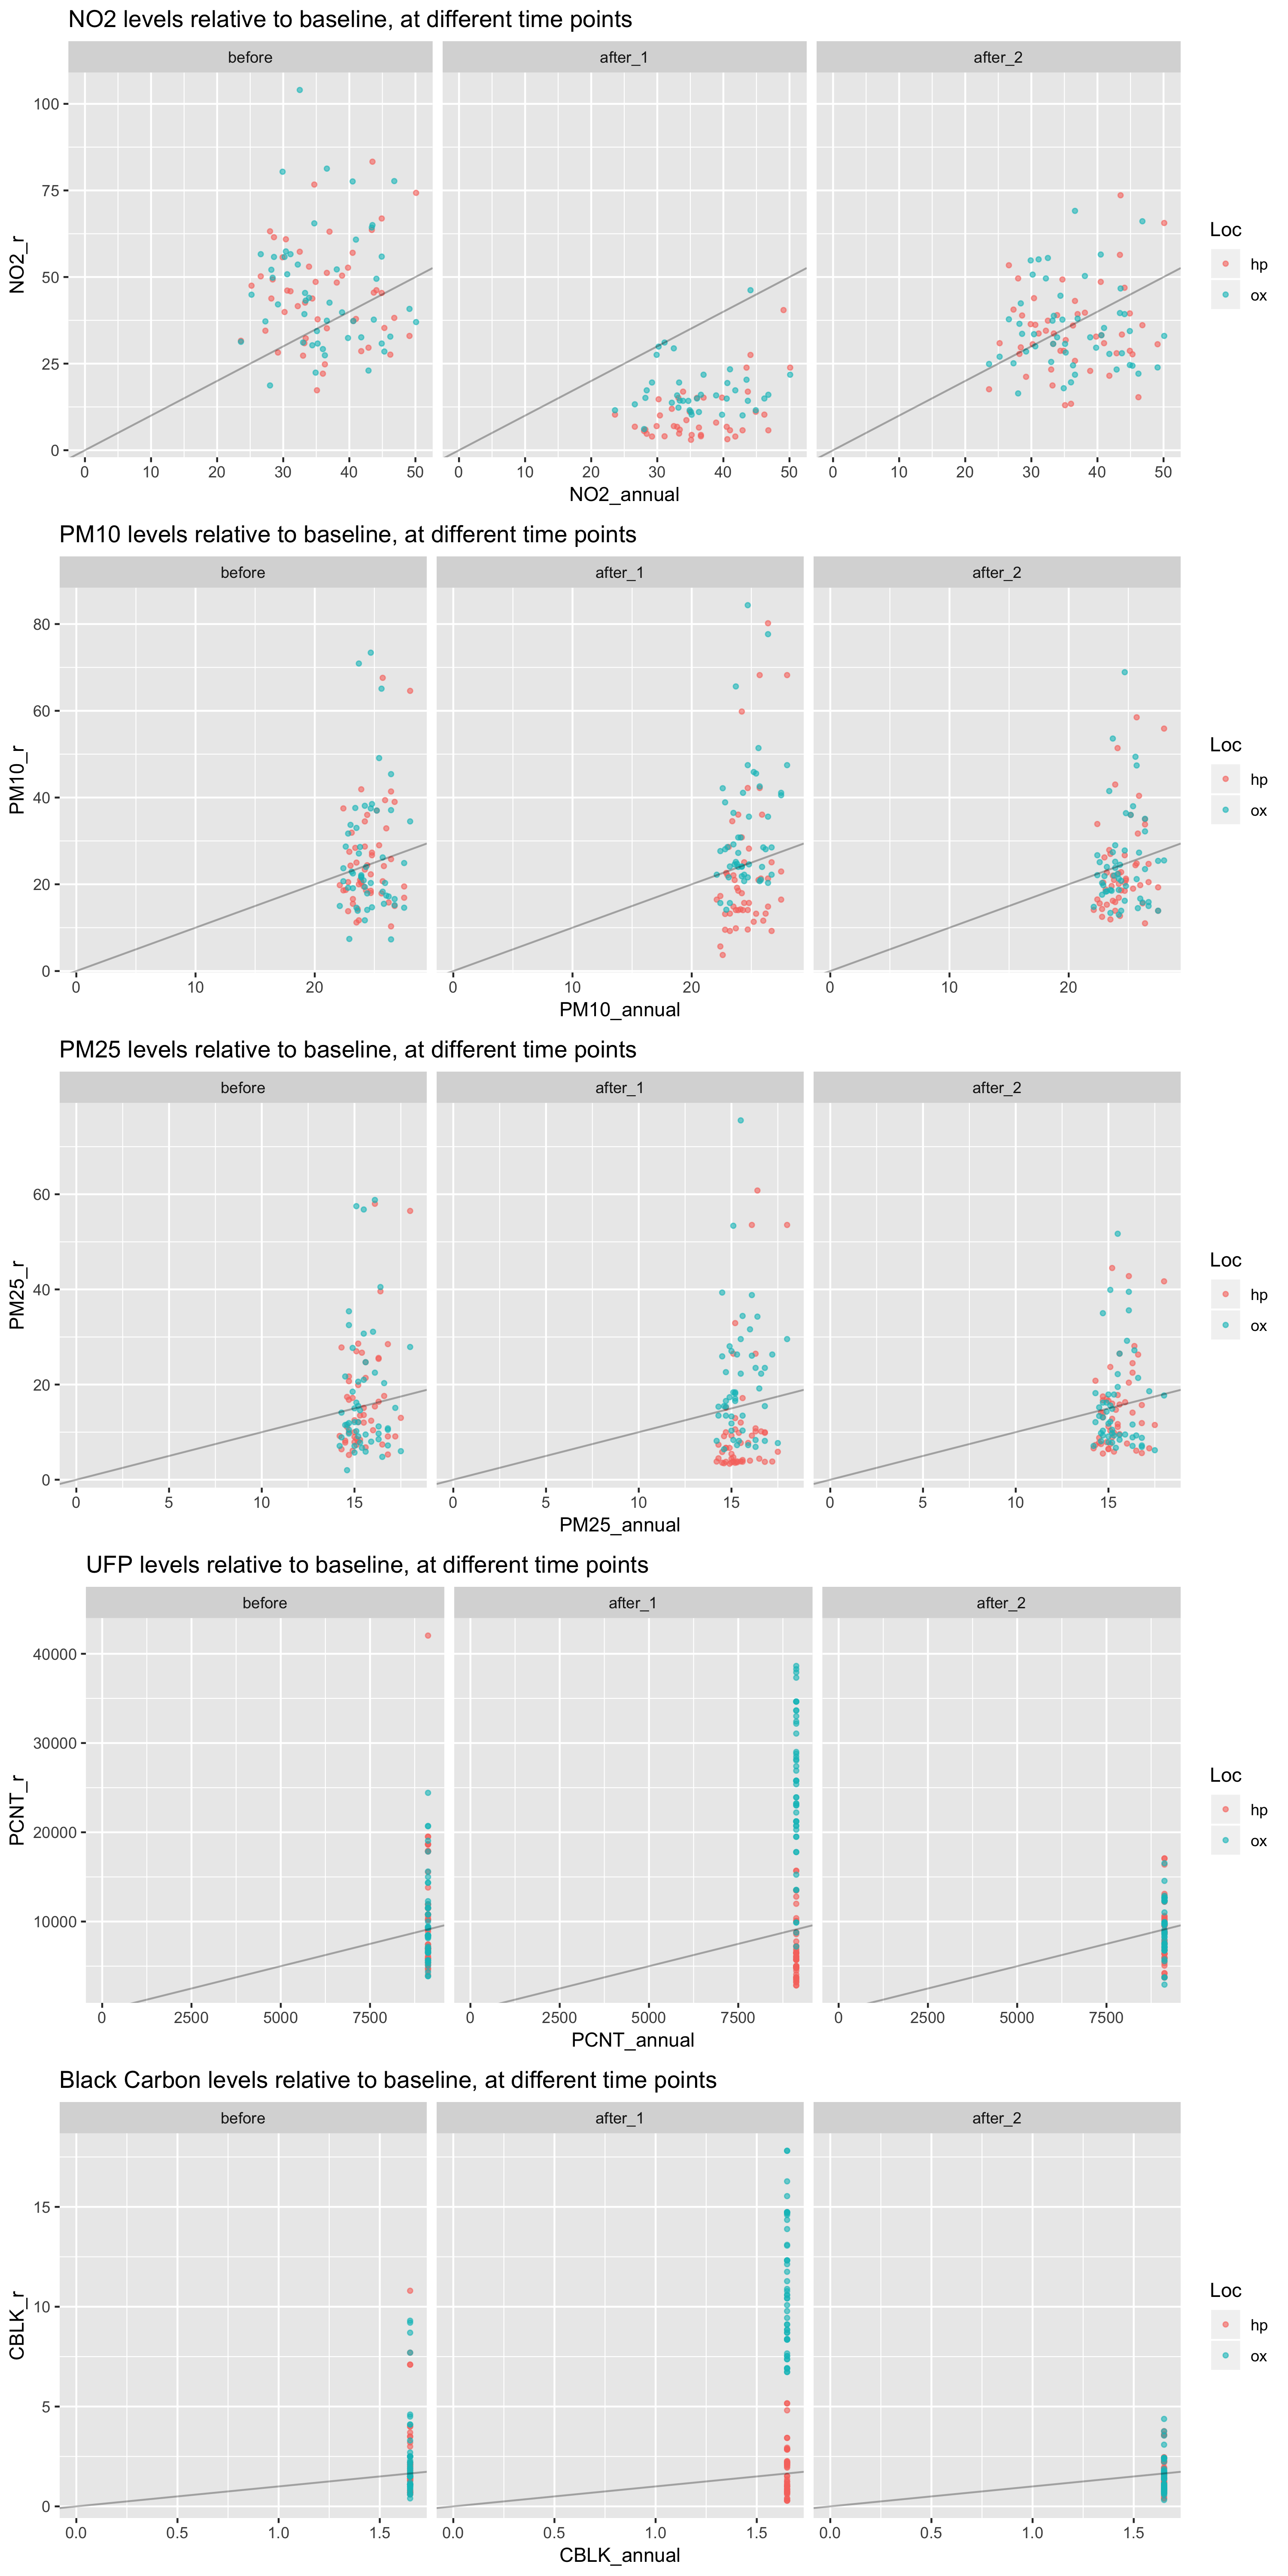 NO2 levels relative to baseline, at different time points
before after_1 after_2
100
75
50
25
0
NO2_r
0 10 20 30 40 50 0 10 20 30 40 50 0 10 20 30 40 50
NO2_annual
Loc
hp
ox
PM10 levels relative to baseline, at different time points
before after_1 after_2
80
60
40
20
0
PM10_r
0 10 20 0 10 20 0 10 20
PM10_annual
Loc
hp
ox
PM25 levels relative to baseline, at different time points
before after_1 after_2
60
40
20
0
PM25_r
0 5 10 15 0 5 10 15 0 5 10 15
PM25_annual
Loc
hp
ox
UFP levels relative to baseline, at different time points
before after_1 after_2
40000
30000
20000
10000
PCNT_r
0 2500 5000 7500 0 2500 5000 7500 0 2500 5000 7500
PCNT_annual
Loc
hp
ox
Black Carbon levels relative to baseline, at different time points
before after_1 after_2
15
10
5
0
CBLK_r
0.0 0.5 1.0 1.5 0.0 0.5 1.0 1.5 0.0 0.5 1.0 1.5
CBLK_annual
Loc
hp
ox